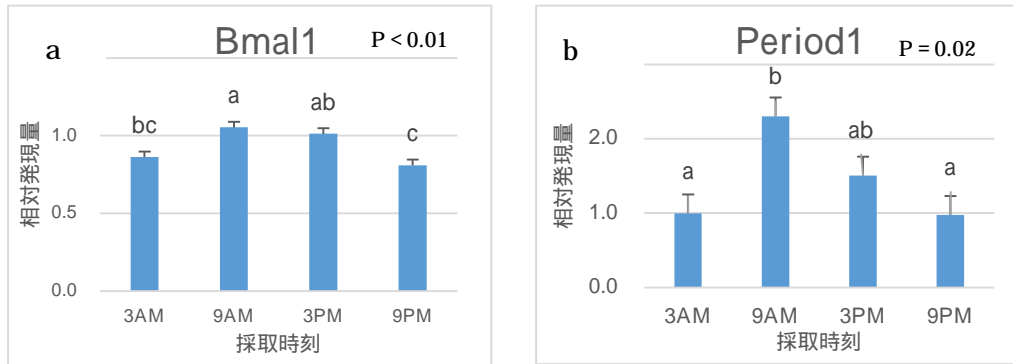 a
Bmal1
P < 0.01
相対発現量
1.0
0.5
0.0
bc
a
ab
c
3AM
9AM
3PM
9PM
採取時刻
b
Period1
P = 0.02
相対発現量
2.0
1.0
0.0
a
b
ab
a
3AM
9AM
3PM
9PM
採取時刻